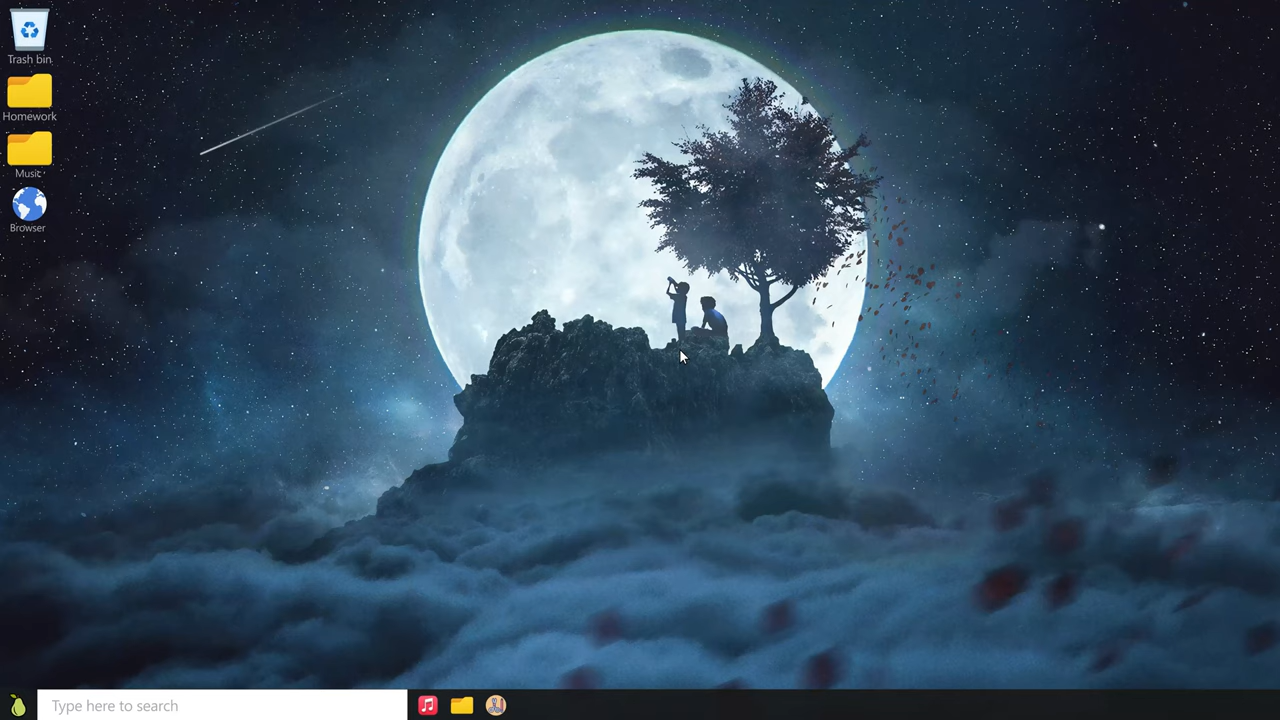 Trash bin
Homework
Music
Browser
Type here to search